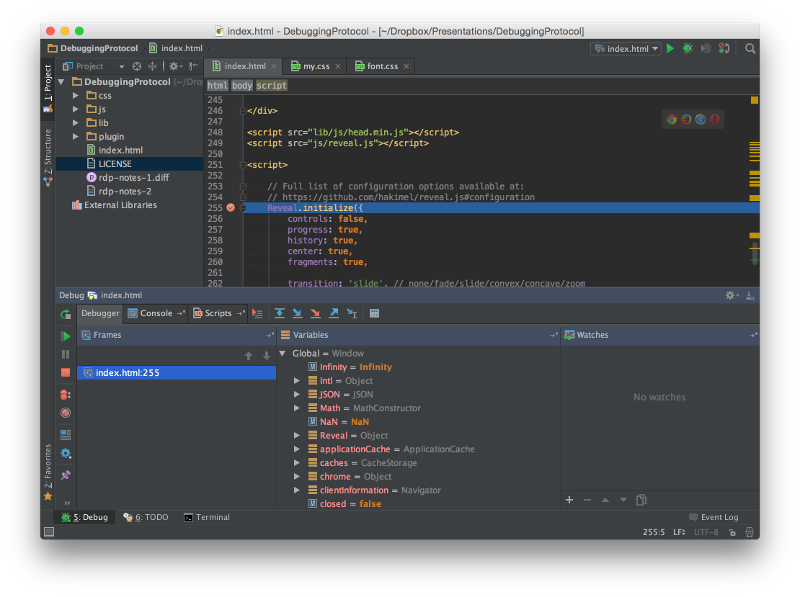 index.html - DebuggingProtocol - [~/Dropbox/Presentations/DebuggingProtocol]
DebuggingProtocol index.html
index.html
1: Project
Z: Structure
2: Favorites
Project
DebuggingProtocol (~/Dro
css
js
lib
plugin
index.html
LICENSE
rdp-notes-1.diff
rdp-notes-2
External Libraries
index.html my.css font.css
html body script
245
246 </div>
247
248 <script src="lib/js/head.min.js"></script>
249 <script src="js/reveal.js"></script>
250
251 <script>
252
253 // Full list of configuration options available at:
254 // https://github.com/hakimel/reveal.js#configuration
255 Reveal.initialize({
256 controls: false,
257 progress: true,
258 history: true,
259 center: true,
260 fragments: true,
261
262 transition: 'slide', // none/fade/slide/convex/concave/zoom
Debug index.html
Debugger Console Scripts
Frames
index.html:255
Variables
Global = Window
Infinity = Infinity
Intl = Object
JSON = JSON
Math = MathConstructor
NaN = NaN
Reveal = Object
applicationCache = ApplicationCache
caches = CacheStorage
chrome = Object
clientInformation = Navigator
closed = false
Watches
No watches
5: Debug 6: TODO Terminal Event Log
255:5 LF UTF-8